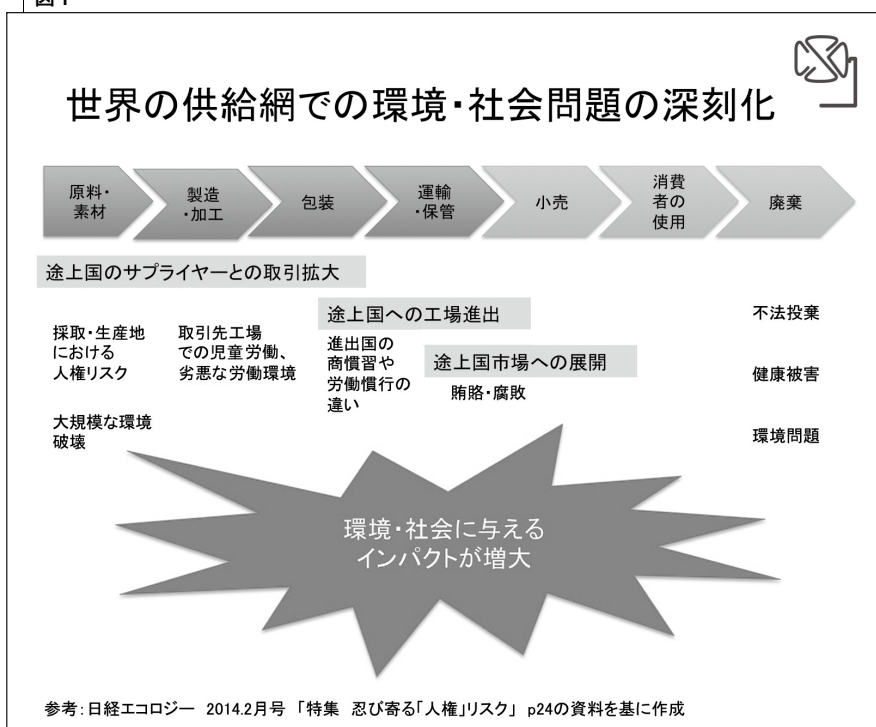 図1
世界の供給網での環境・社会問題の深刻化
原料・
素材
製造
・加工
包装
運輸
・保管
小売
消費
者の
使用
廃棄
途上国のサプライヤーとの取引拡大
採取・生産地
における
人権リスク
大規模な環境
破壊
取引先工場
での児童労働、
劣悪な労働環境
途上国への工場進出
進出国の
商慣習や
労働慣行の
違い
途上国市場への展開
賄賂・腐敗
不法投棄
健康被害
環境問題
環境・社会に与える
インパクトが増大
参考：日経エコロジー 2014.2月号 「特集 忍び寄る「人権」リスク」 p24の資料を基に作成